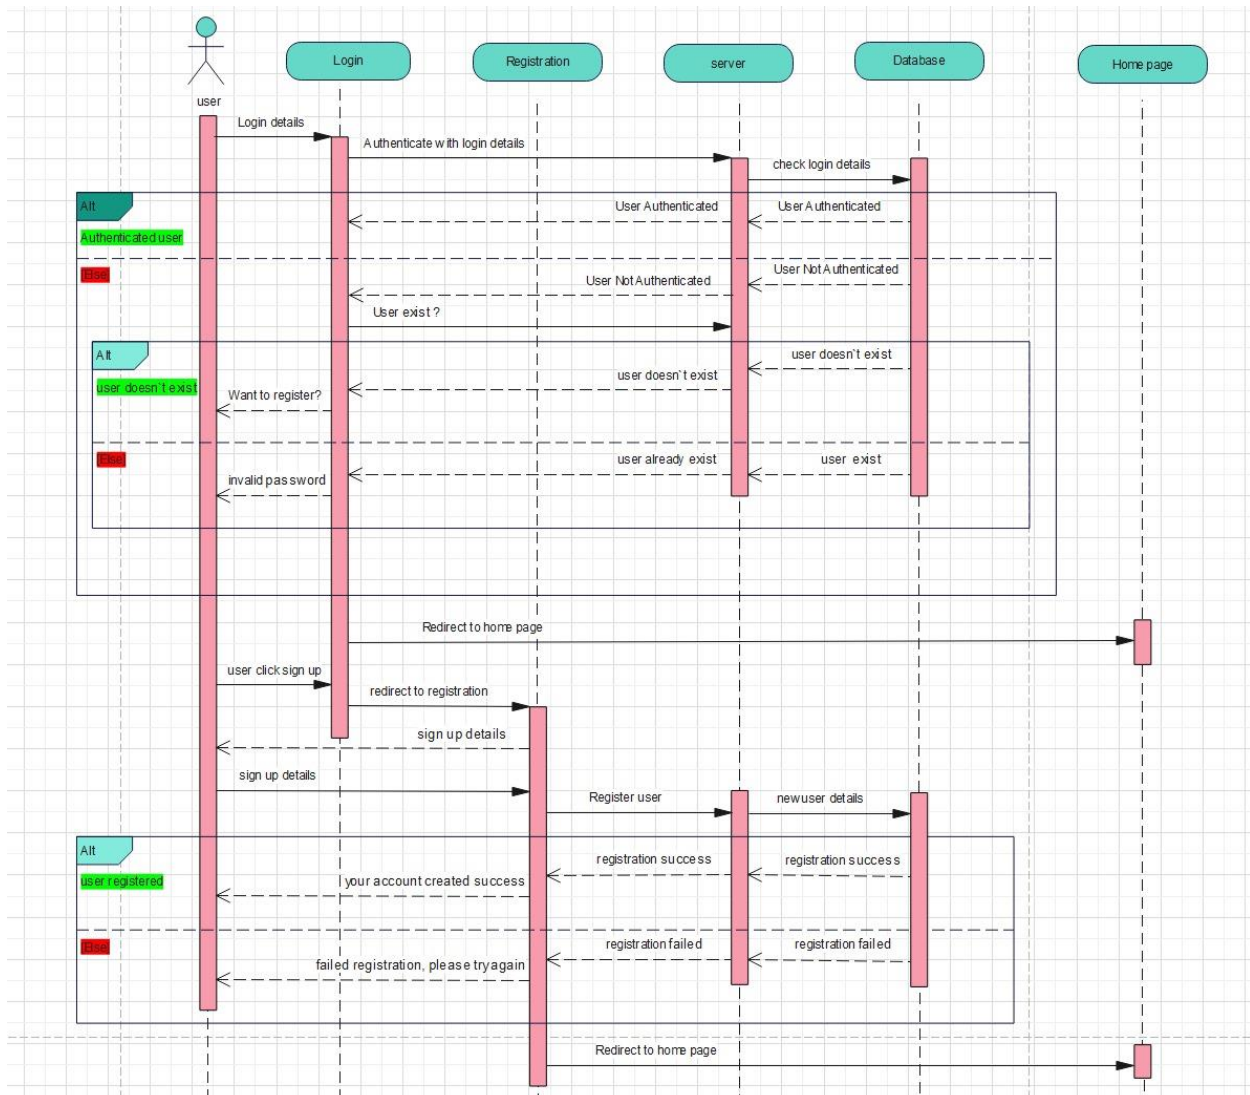 user
Login
Registration
server
Database
Home page
Login details
Authenticate with login details
check login details
Alt
User Authenticated
User Authenticated
Authenticated user
[Else]
User Not Authenticated
User Not Authenticated
User exist ?
Alt
user doesn`t exist
user doesn`t exist
user doesn`t exist
Want to register?
[Else]
user already exist
user exist
invalid password
Redirect to home page
user click sign up
redirect to registration
sign up details
sign up details
Register user
new user details
Alt
registration success
registration success
user registered
your account created success
[Else]
registration failed
registration failed
failed registration, please try again
Redirect to home page